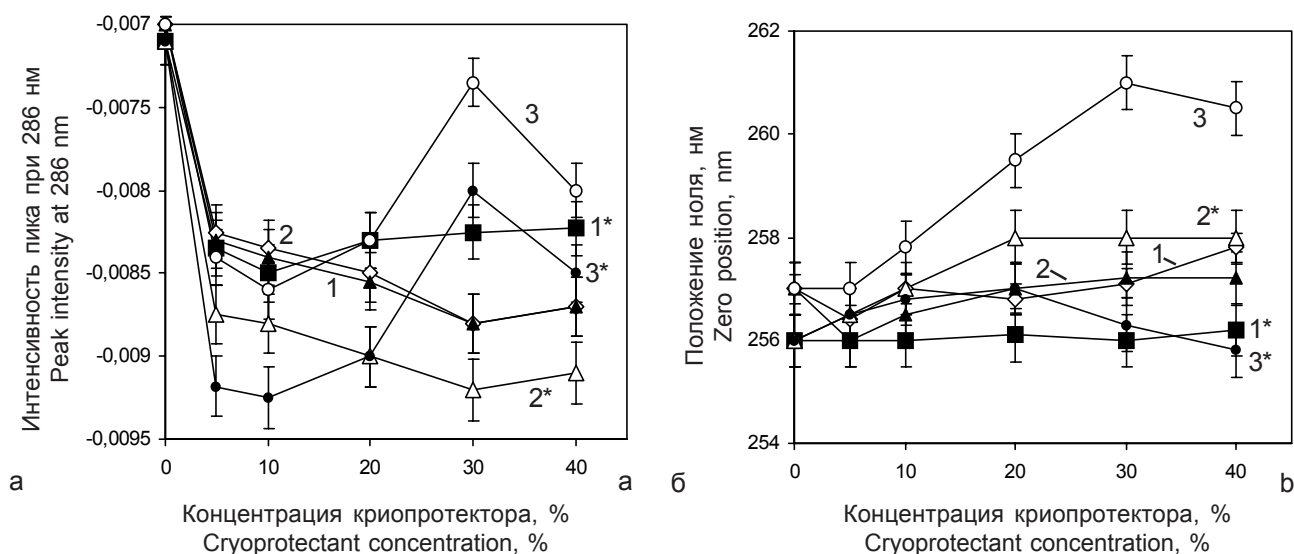 Интенсивность пика при 286 нм
Peak intensity at 286 nm
-0,007
-0,0075
-0,008
-0,0085
-0,009
-0,0095
0
10
20
30
40
3
2
1
1*
3*
2*
а
a
Концентрация криопротектора, %
Cryoprotectant concentration, %
Положение ноля, нм
Zero position, nm
262
260
258
256
254
0
10
20
30
40
3
2*
1
2
1*
3*
б
b
Концентрация криопротектора, %
Cryoprotectant concentration, %